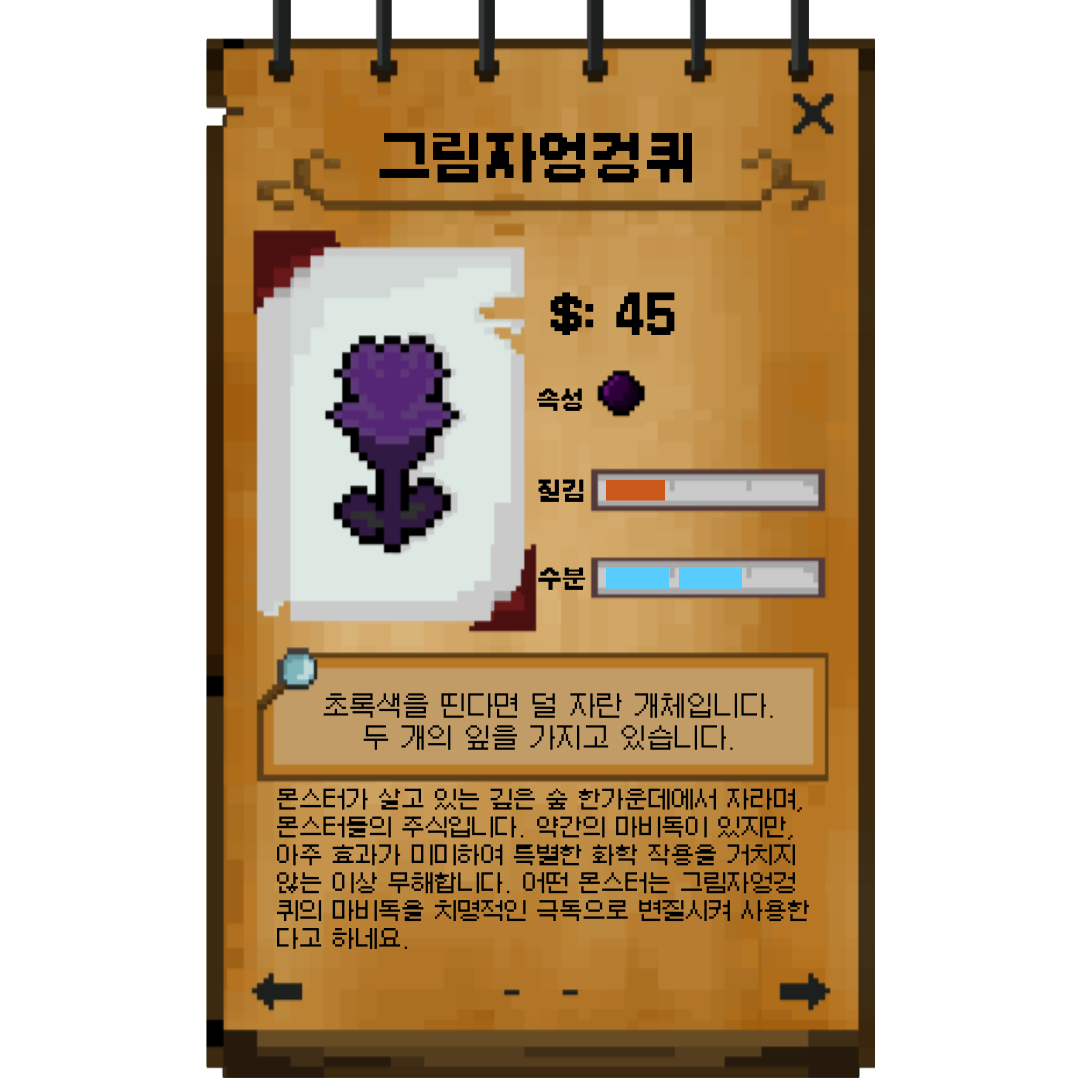 그림자엉겅퀴
$: 45
속성
질김
수분
초록색을 띤다면 덜 자란 개체입니다.
두 개의 잎을 가지고 있습니다.
몬스터가 살고 있는 깊은 숲 한가운데에서 자라며,
몬스터들의 주식입니다. 약간의 마비독이 있지만,
아주 효과가 미미하여 특별한 화학 작용을 거치지
않는 이상 무해합니다. 어떤 몬스터는 그림자엉겅
퀴의 마비독을 치명적인 극독으로 변질시켜 사용한
다고 하네요.
- -